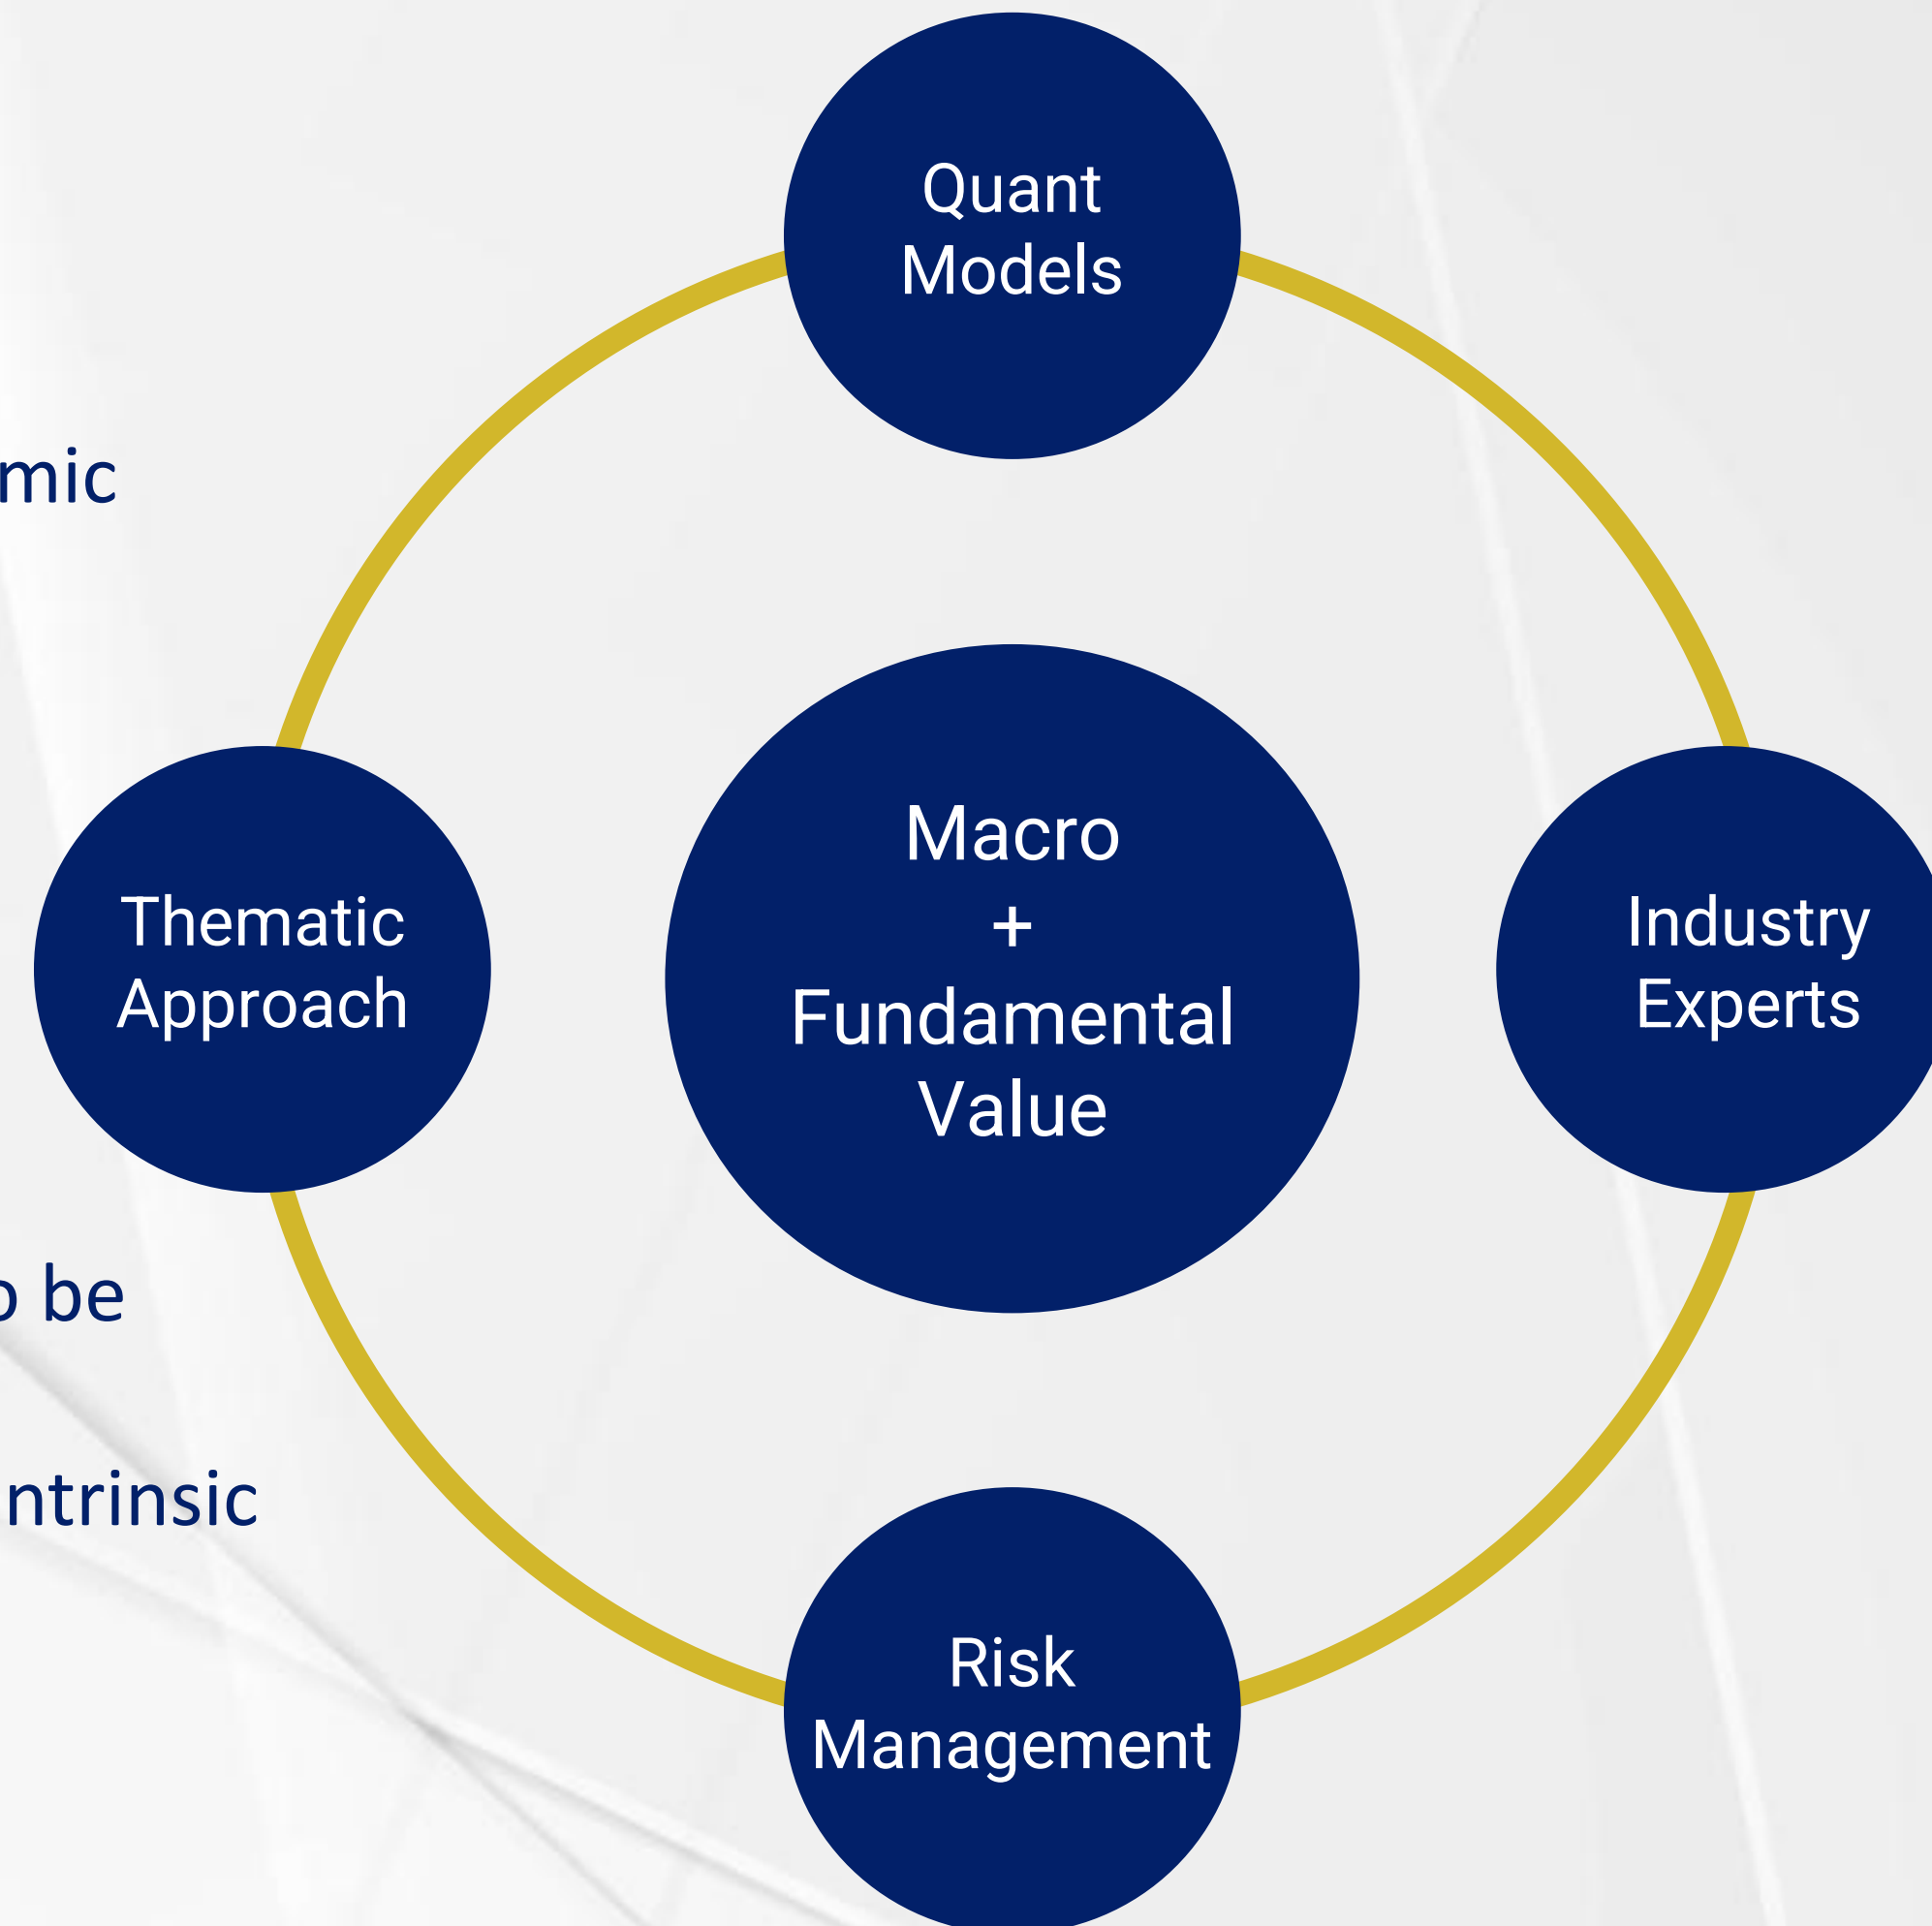 Quant
Models
mic
Macro
+
Fundamental
Value
Thematic
Approach
Industry
Experts
be
ntrinsic
Risk
Management